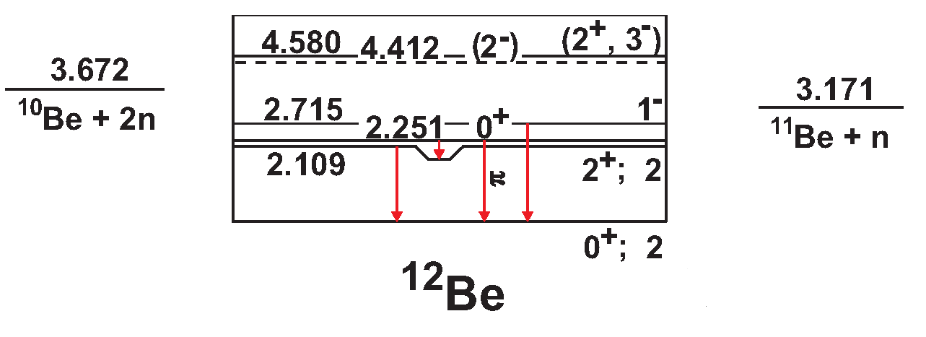 4.580 4.412 (2⁻) (2⁺, 3⁻)
3.672
¹⁰Be + 2n
3.171
¹¹Be + n
2.715 1⁻
2.251 0⁺
2.109 π 2⁺; 2
0⁺; 2
¹²Be